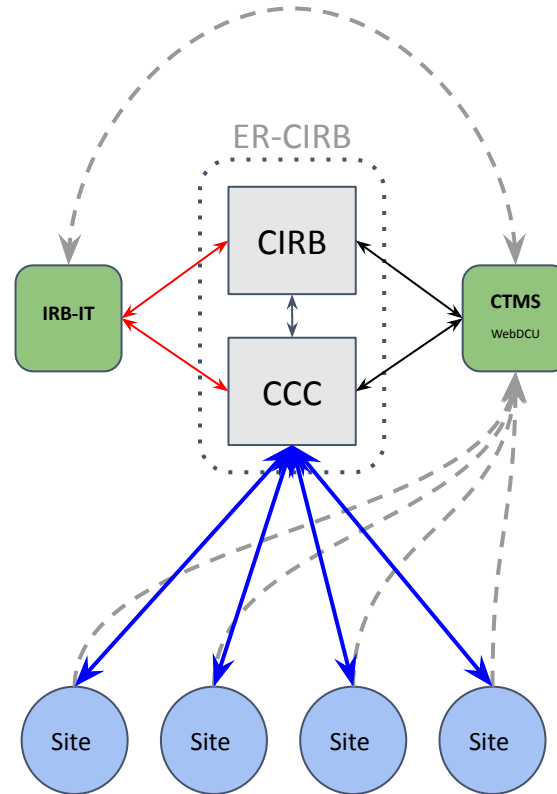 ER-CIRB
CIRB
IRB-IT
CTMS
WebDCU
CCC
Site
Site
Site
Site